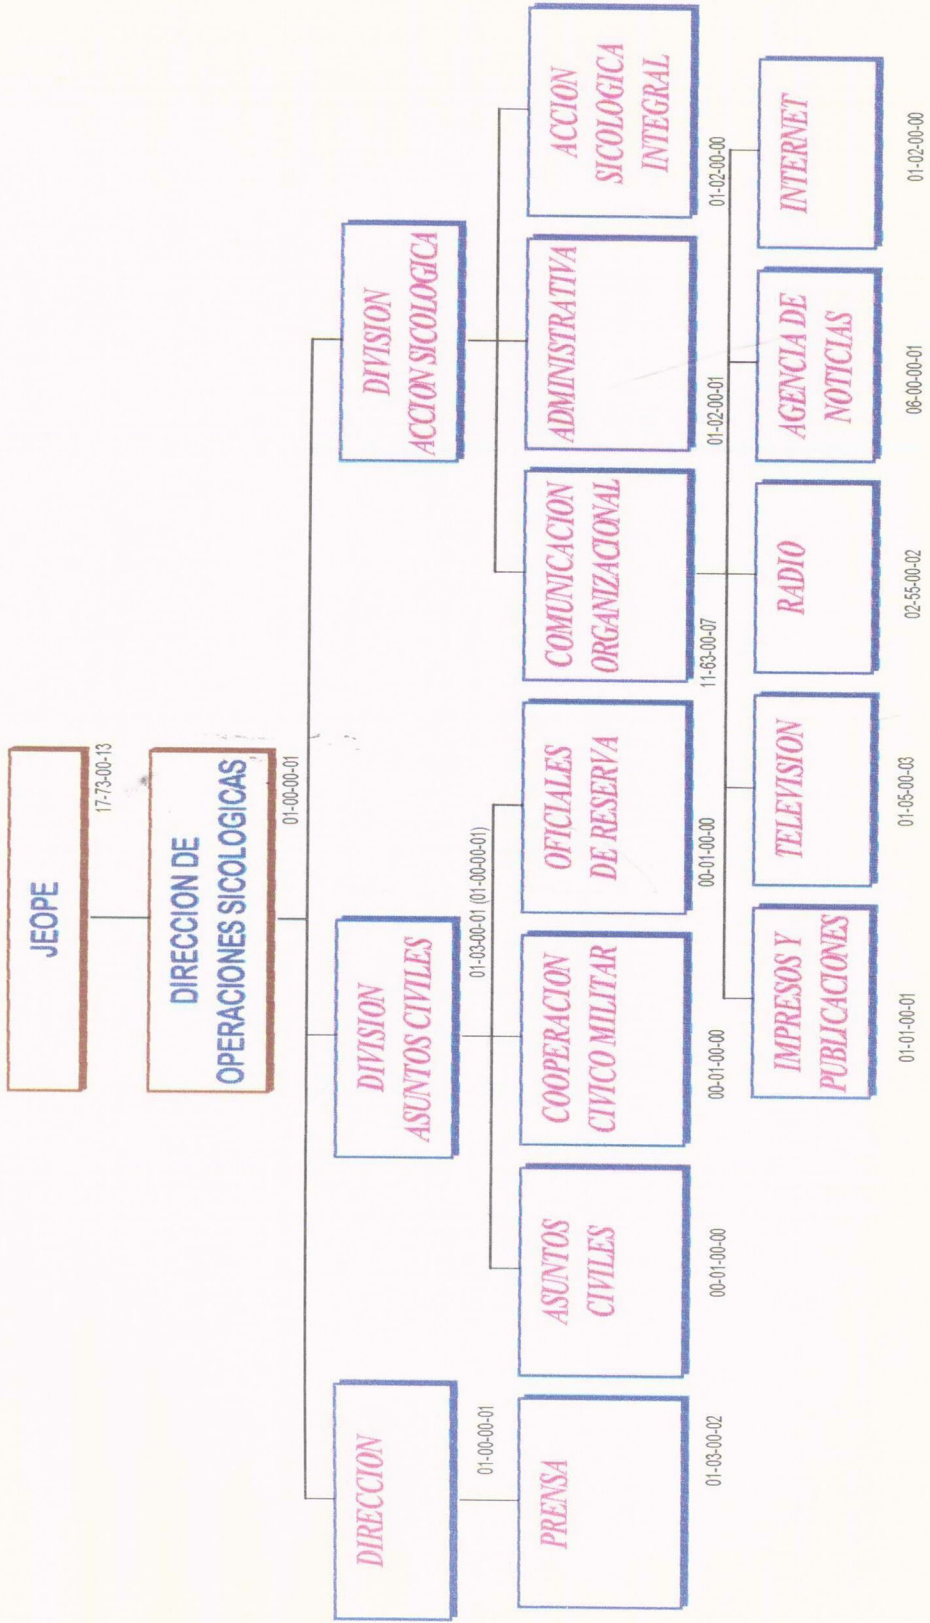 JEOPE
17-73-00-13
DIRECCION DE
OPERACIONES SICOLOGICAS
01-00-00-01
DIRECCION
01-00-00-01
DIVISION
ASUNTOS CIVILES
01-03-00-01 (01-00-00-01)
DIVISION
ACCION SICOLOGICA
PRENSA
01-03-00-02
ASUNTOS
CIVILES
00-01-00-00
COOPERACION
CIVICO MILITAR
00-01-00-00
OFICIALES
DE RESERVA
00-01-00-00
COMUNICACION
ORGANIZACIONAL
11-63-00-07
ADMINISTRATIVA
01-02-00-01
ACCION
SICOLOGICA
INTEGRAL
01-02-00-00
IMPRESOS Y
PUBLICACIONES
01-01-00-01
TELEVISION
01-05-00-03
RADIO
02-55-00-02
AGENCIA DE
NOTICIAS
06-00-00-01
INTERNET
01-02-00-00